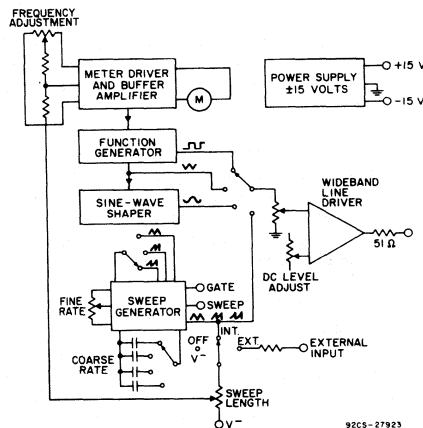 FREQUENCY
ADJUSTMENT
METER DRIVER
AND BUFFER
AMPLIFIER
M
POWER SUPPLY
±15 VOLTS
+15 V
-15 V
FUNCTION
GENERATOR
SINE-WAVE
SHAPER
WIDEBAND
LINE
DRIVER
51 Ω
DC LEVEL
ADJUST
FINE
RATE
SWEEP
GENERATOR
GATE
SWEEP
INT.
OFF
V-
EXT.
EXTERNAL
INPUT
COARSE
RATE
SWEEP
LENGTH
V-
92CS-27923